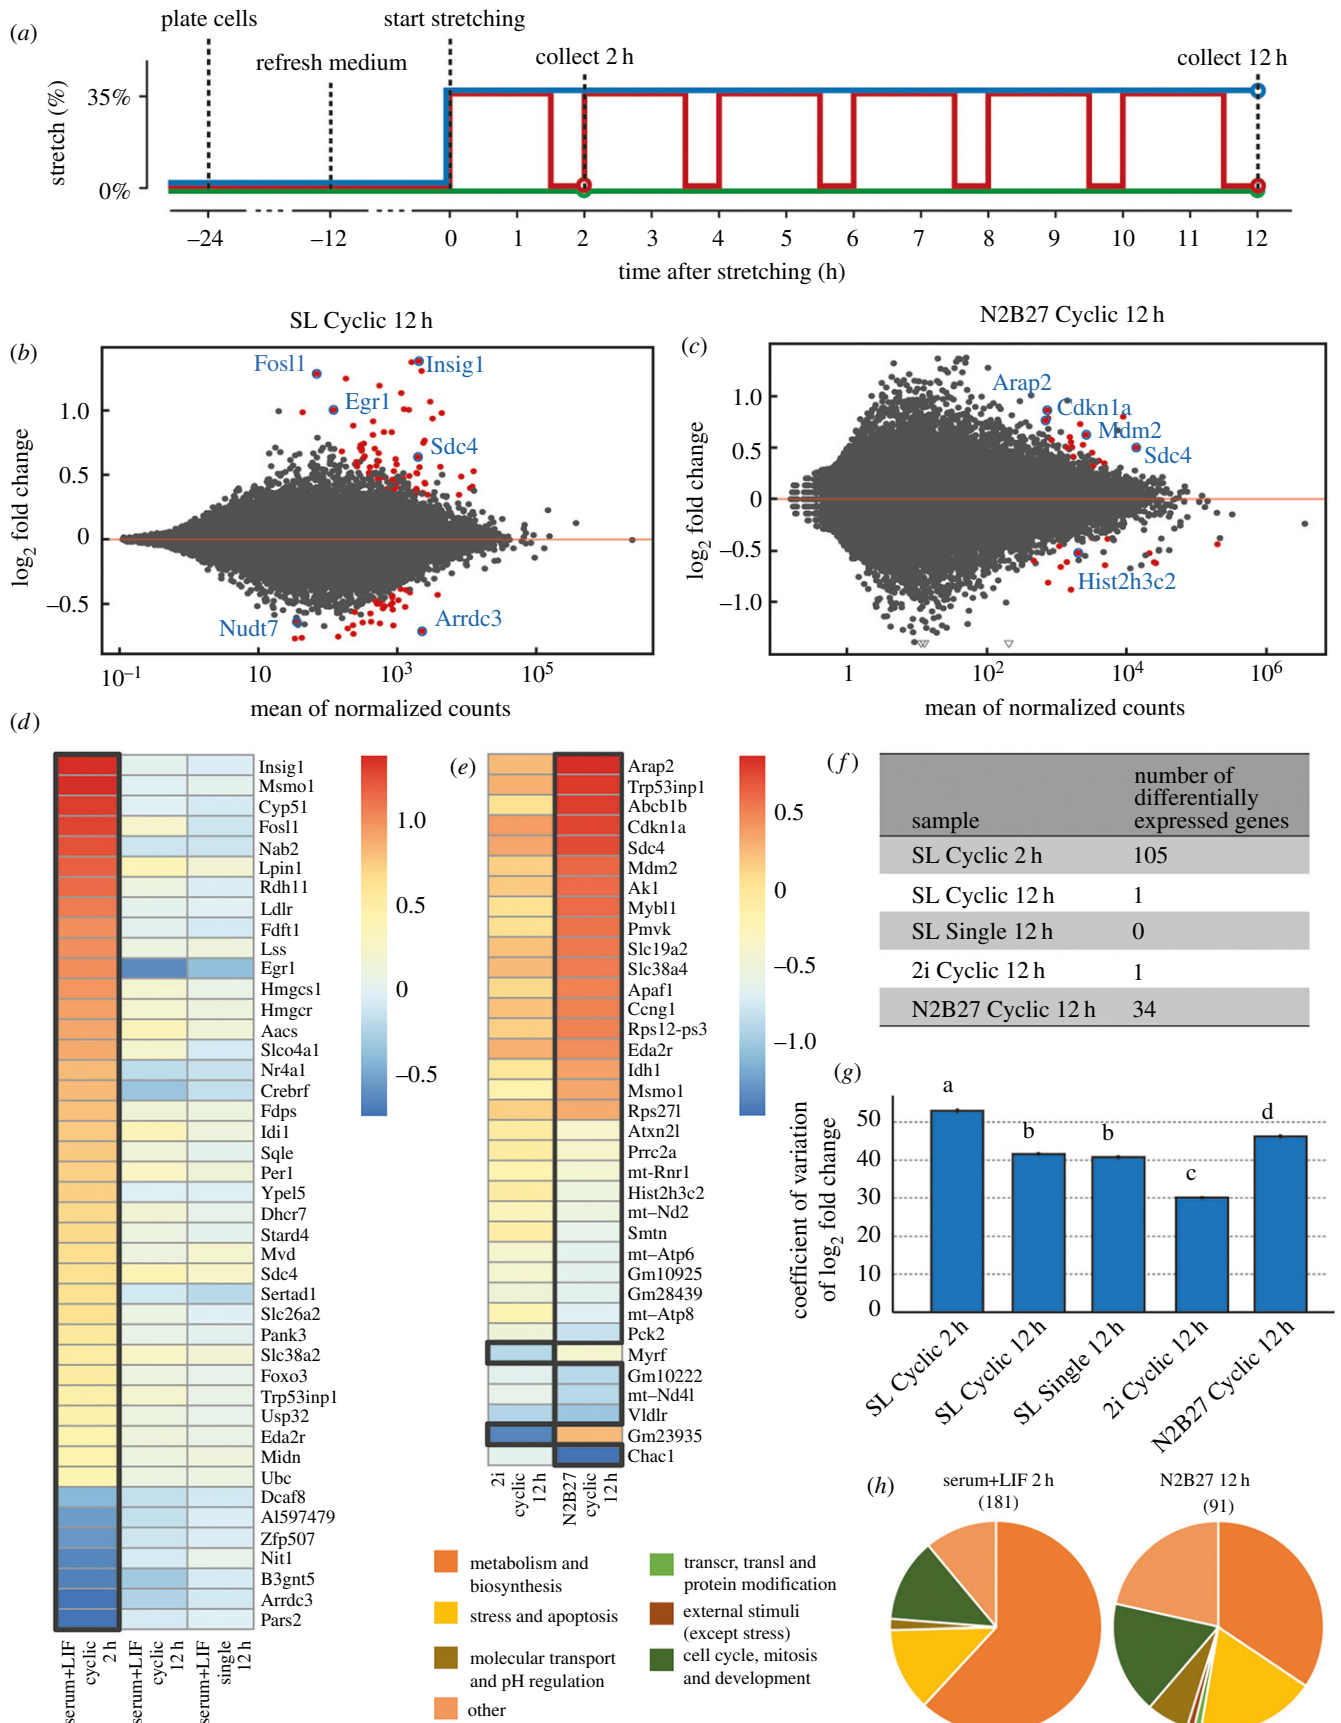 (a)
plate cells
start stretching
refresh medium
collect 2 h
collect 12 h
stretch (%)
35%
0%
–24
–12
0
1
2
3
4
5
6
7
8
9
10
11
12
time after stretching (h)
(b)
SL Cyclic 12 h
log2 fold change
1.0
0.5
0
–0.5
Fosl1
Insig1
Egr1
Sdc4
Nudt7
Arrdc3
10–1
10
103
105
mean of normalized counts
(c)
N2B27 Cyclic 12 h
log2 fold change
1.0
0.5
0
–0.5
–1.0
Arap2
Cdkn1a
Mdm2
Sdc4
Hist2h3c2
1
102
104
106
mean of normalized counts
(d)
Insig1
Msmo1
Cyp51
Fosl1
Nab2
Lpin1
Rdh11
Ldlr
Fdft1
Lss
Egr1
Hmgcs1
Hmgcr
Aacs
Slco4a1
Nr4a1
Crebrf
Fdps
Idi1
Sqle
Per1
Ypel5
Dhcr7
Stard4
Mvd
Sdc4
Sertad1
Slc26a2
Pank3
Slc38a2
Foxo3
Trp53inp1
Usp32
Eda2r
Midn
Ubc
Dcaf8
Al597479
Zfp507
Nit1
B3gnt5
Arrdc3
Pars2
1.0
0.5
0
–0.5
serum+LIF
cyclic
2 h
serum+LIF
cyclic
12 h
serum+LIF
single
12 h
(e)
Arap2
Trp53inp1
Abcb1b
Cdkn1a
Sdc4
Mdm2
Ak1
Mybl1
Pmvk
Slc19a2
Slc38a4
Apaf1
Ccng1
Rps12-ps3
Eda2r
Idh1
Msmo1
Rps27l
Atxn2l
Prrc2a
mt-Rnr1
Hist2h3c2
mt–Nd2
Smtn
mt–Atp6
Gm10925
Gm28439
mt–Atp8
Pck2
Myrf
Gm10222
mt–Nd4l
Vldlr
Gm23935
Chac1
0.5
0
–0.5
–1.0
2i
cyclic
12 h
N2B27
cyclic
12 h
(f)
sample
number of
differentially
expressed genes
SL Cyclic 2 h 105
SL Cyclic 12 h 1
SL Single 12 h 0
2i Cyclic 12 h 1
N2B27 Cyclic 12 h 34
(g)
coefficient of variation
of log2 fold change
50
40
30
20
10
0
a
b
b
c
d
SL Cyclic 2 h
SL Cyclic 12 h
SL Single 12 h
2i Cyclic 12 h
N2B27 Cyclic 12 h
(h)
serum+LIF 2 h
(181)
N2B27 12 h
(91)
metabolism and
biosynthesis
stress and apoptosis
molecular transport
and pH regulation
other
transcr, transl and
protein modification
external stimuli
(except stress)
cell cycle, mitosis
and development